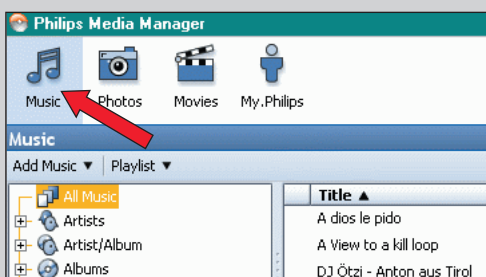 Philips Media Manager
Music Photos Movies My.Philips
Music
Add Music ▼ | Playlist ▼
All Music Title ▲
Artists A dios le pido
Artist/Album A View to a kill loop
Albums DJ Ötzi - Anton aus Tirol